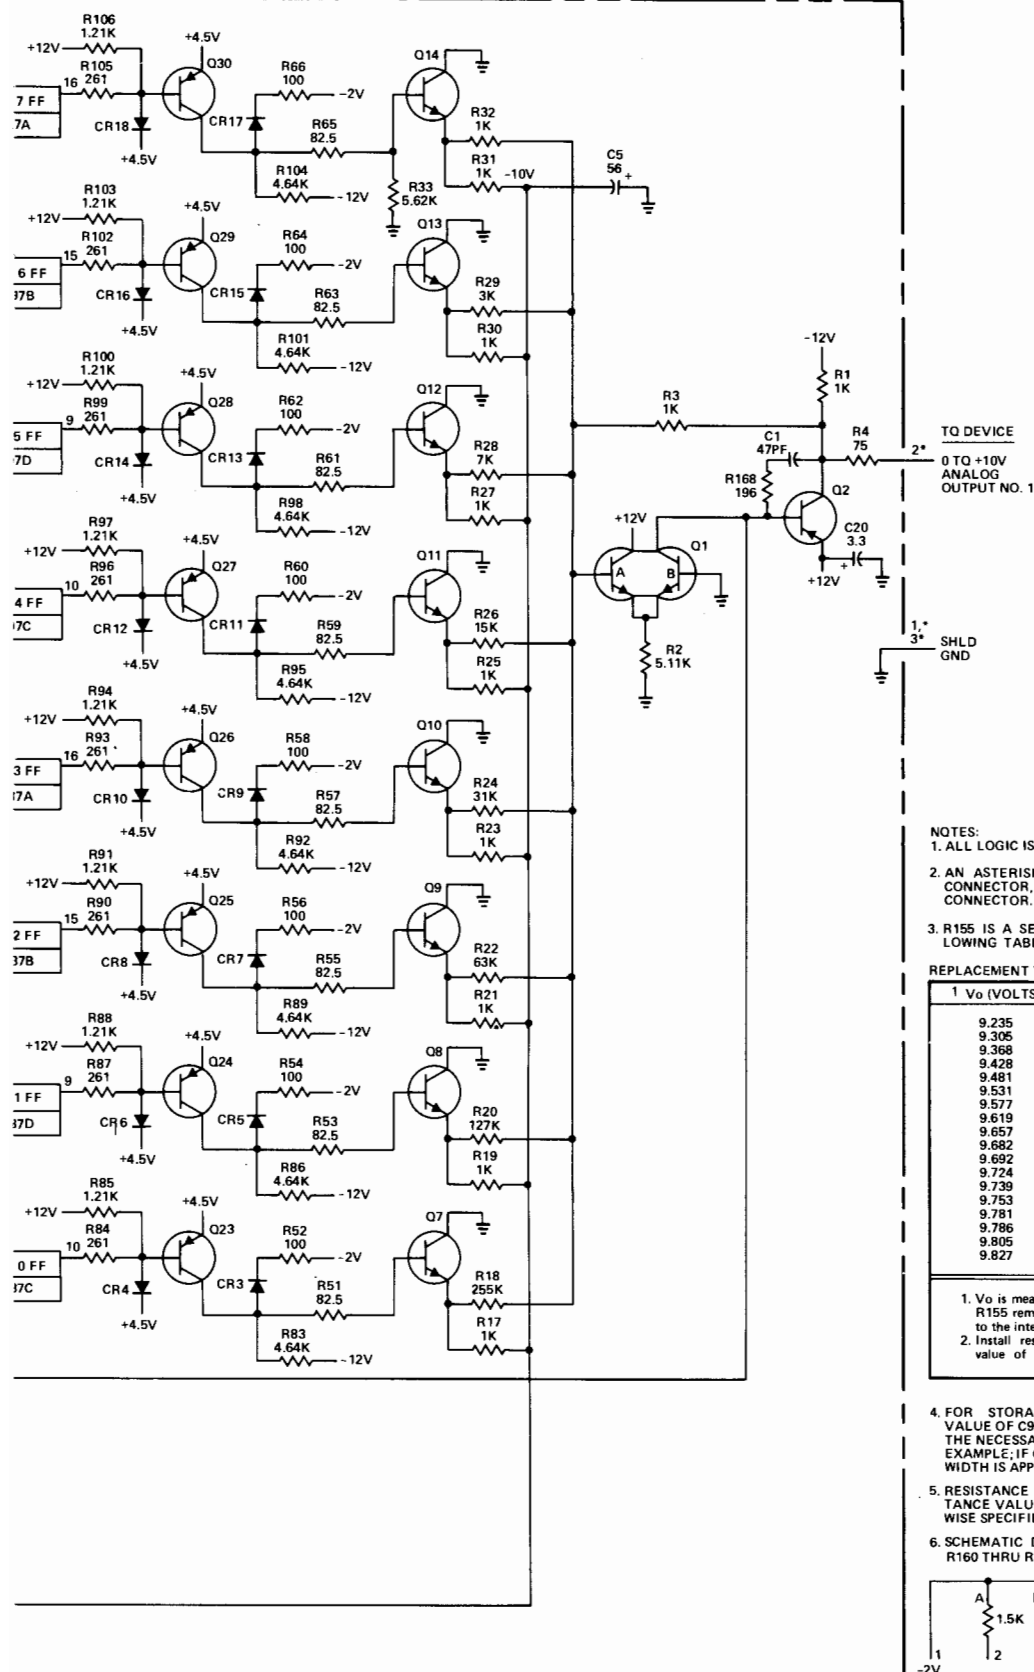 R106
1.21K
+12V
+4.5V
Q30
R105
261
16
7 FF
7A
CR18
+4.5V
R66
100
-2V
CR17
R65
82.5
R104
4.64K
-12V
Q14
R32
1K
R31
1K
-10V
R33
5.62K
C5
56
+
R103
1.21K
+12V
+4.5V
Q29
R102
261
15
6 FF
97B
CR16
+4.5V
R64
100
-2V
CR15
R63
82.5
R101
4.64K
-12V
Q13
R29
3K
R30
1K
R100
1.21K
+12V
+4.5V
Q28
R99
261
9
5 FF
7D
CR14
+4.5V
R62
100
-2V
CR13
R61
82.5
R98
4.64K
-12V
Q12
R28
7K
R27
1K
R97
1.21K
+12V
+4.5V
Q27
R96
261
10
4 FF
7C
CR12
+4.5V
R60
100
-2V
CR11
R59
82.5
R95
4.64K
-12V
Q11
R26
15K
R25
1K
R94
1.21K
+12V
+4.5V
Q26
R93
261
16
3 FF
37A
CR10
+4.5V
R58
100
-2V
CR9
R57
82.5
R92
4.64K
-12V
Q10
R24
31K
R23
1K
R91
1.21K
+12V
+4.5V
Q25
R90
261
15
2 FF
37B
CR8
+4.5V
R56
100
-2V
CR7
R55
82.5
R89
4.64K
-12V
Q9
R22
63K
R21
1K
R88
1.21K
+12V
+4.5V
Q24
R87
261
9
1 FF
37D
CR6
+4.5V
R54
100
-2V
CR5
R53
82.5
R86
4.64K
-12V
Q8
R20
127K
R19
1K
R85
1.21K
+12V
+4.5V
Q23
R84
261
10
0 FF
37C
CR4
+4.5V
R52
100
-2V
CR3
R51
82.5
R83
4.64K
-12V
Q7
R18
255K
R17
1K
-12V
R1
1K
R3
1K
C1
47PF
R4
75
R168
196
Q2
C20
3.3
+
+12V
+12V
Q1
A
B
R2
5.11K
TO DEVICE
2*
0 TO +10V
ANALOG
OUTPUT NO. 1
1,*
3*
SHLD
GND
NOTES:
1. ALL LOGIC IS
2. AN ASTERIS
CONNECTOR,
CONNECTOR.
3. R155 IS A SE
LOWING TAB
REPLACEMENT
1 Vo (VOLTS
9.235
9.305
9.368
9.428
9.481
9.531
9.577
9.619
9.657
9.682
9.692
9.724
9.739
9.753
9.781
9.786
9.805
9.827
1. Vo is mea
R155 rem
to the inte
2. Install res
value of
4. FOR STORA
VALUE OF C9
THE NECESSA
EXAMPLE; IF
WIDTH IS APP
5. RESISTANCE
TANCE VALU
WISE SPECIFI
6. SCHEMATIC
R160 THRU R
A
1.5K
1
2
-2V